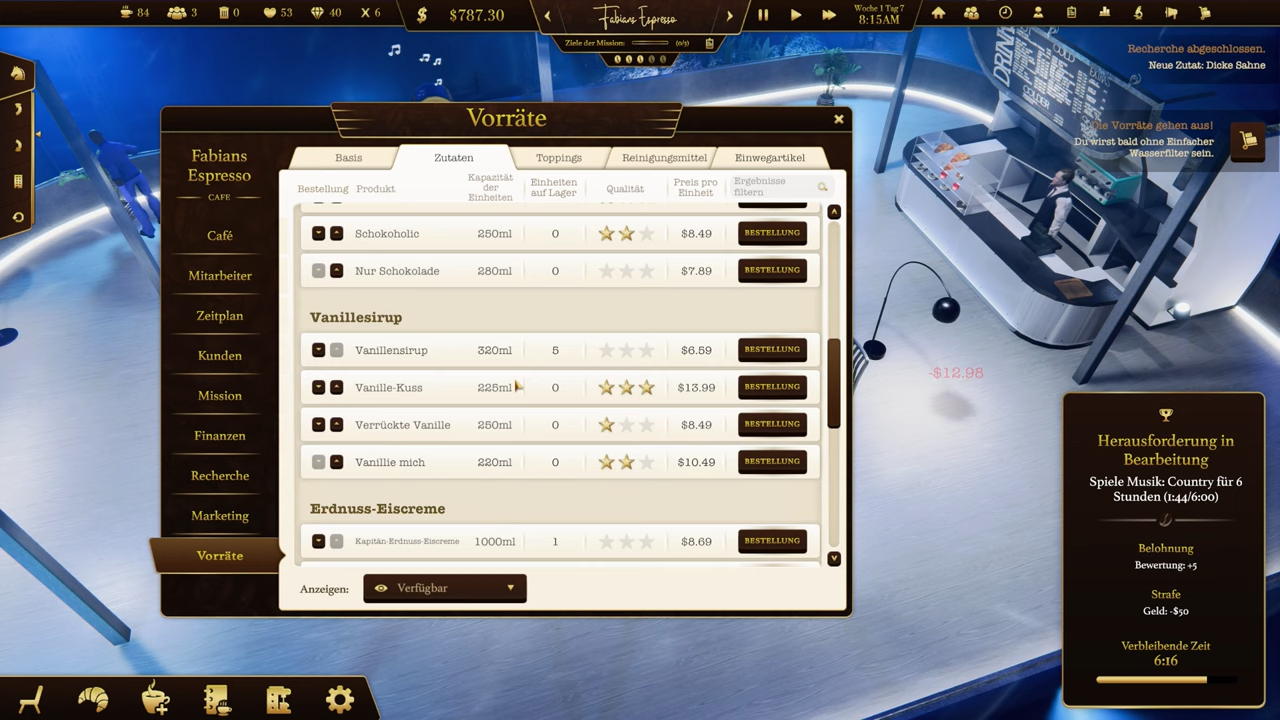 84 3 0 53 40 6
$787.30
Fabians Espresso
Woche 1 Tag 7
8:15AM
Ziele der Mission: (0/3)
Recherche abgeschlossen.
Neue Zutat: Dicke Sahne
Die Vorräte gehen aus!
Du wirst bald ohne Einfacher
Wasserfilter sein.
DRINK
COLD
COLDER
Vorräte
Fabians
Espresso
CAFE
Café
Mitarbeiter
Zeitplan
Kunden
Mission
Finanzen
Recherche
Marketing
Vorräte
Basis Zutaten Toppings Reinigungsmittel Einwegartikel
Bestellung Produkt Kapazität der Einheiten Einheiten auf Lager Qualität Preis pro Einheit Ergebnisse filtern
Schokoholic 250ml 0 $8.49 BESTELLUNG
Nur Schokolade 280ml 0 $7.89 BESTELLUNG
Vanillesirup
Vanillensirup 320ml 5 $6.59 BESTELLUNG
Vanille-Kuss 225ml 0 $13.99 BESTELLUNG
Verrückte Vanille 250ml 0 $8.49 BESTELLUNG
Vanillie mich 220ml 0 $10.49 BESTELLUNG
Erdnuss-Eiscreme
Kapitän-Erdnuss-Eiscreme 1000ml 1 $8.69 BESTELLUNG
Anzeigen: Verfügbar
-$12.98
Herausforderung in
Bearbeitung
Spiele Musik: Country für 6
Stunden (1:44/6:00)
Belohnung
Bewertung: +5
Strafe
Geld: -$50
Verbleibende Zeit
6:16